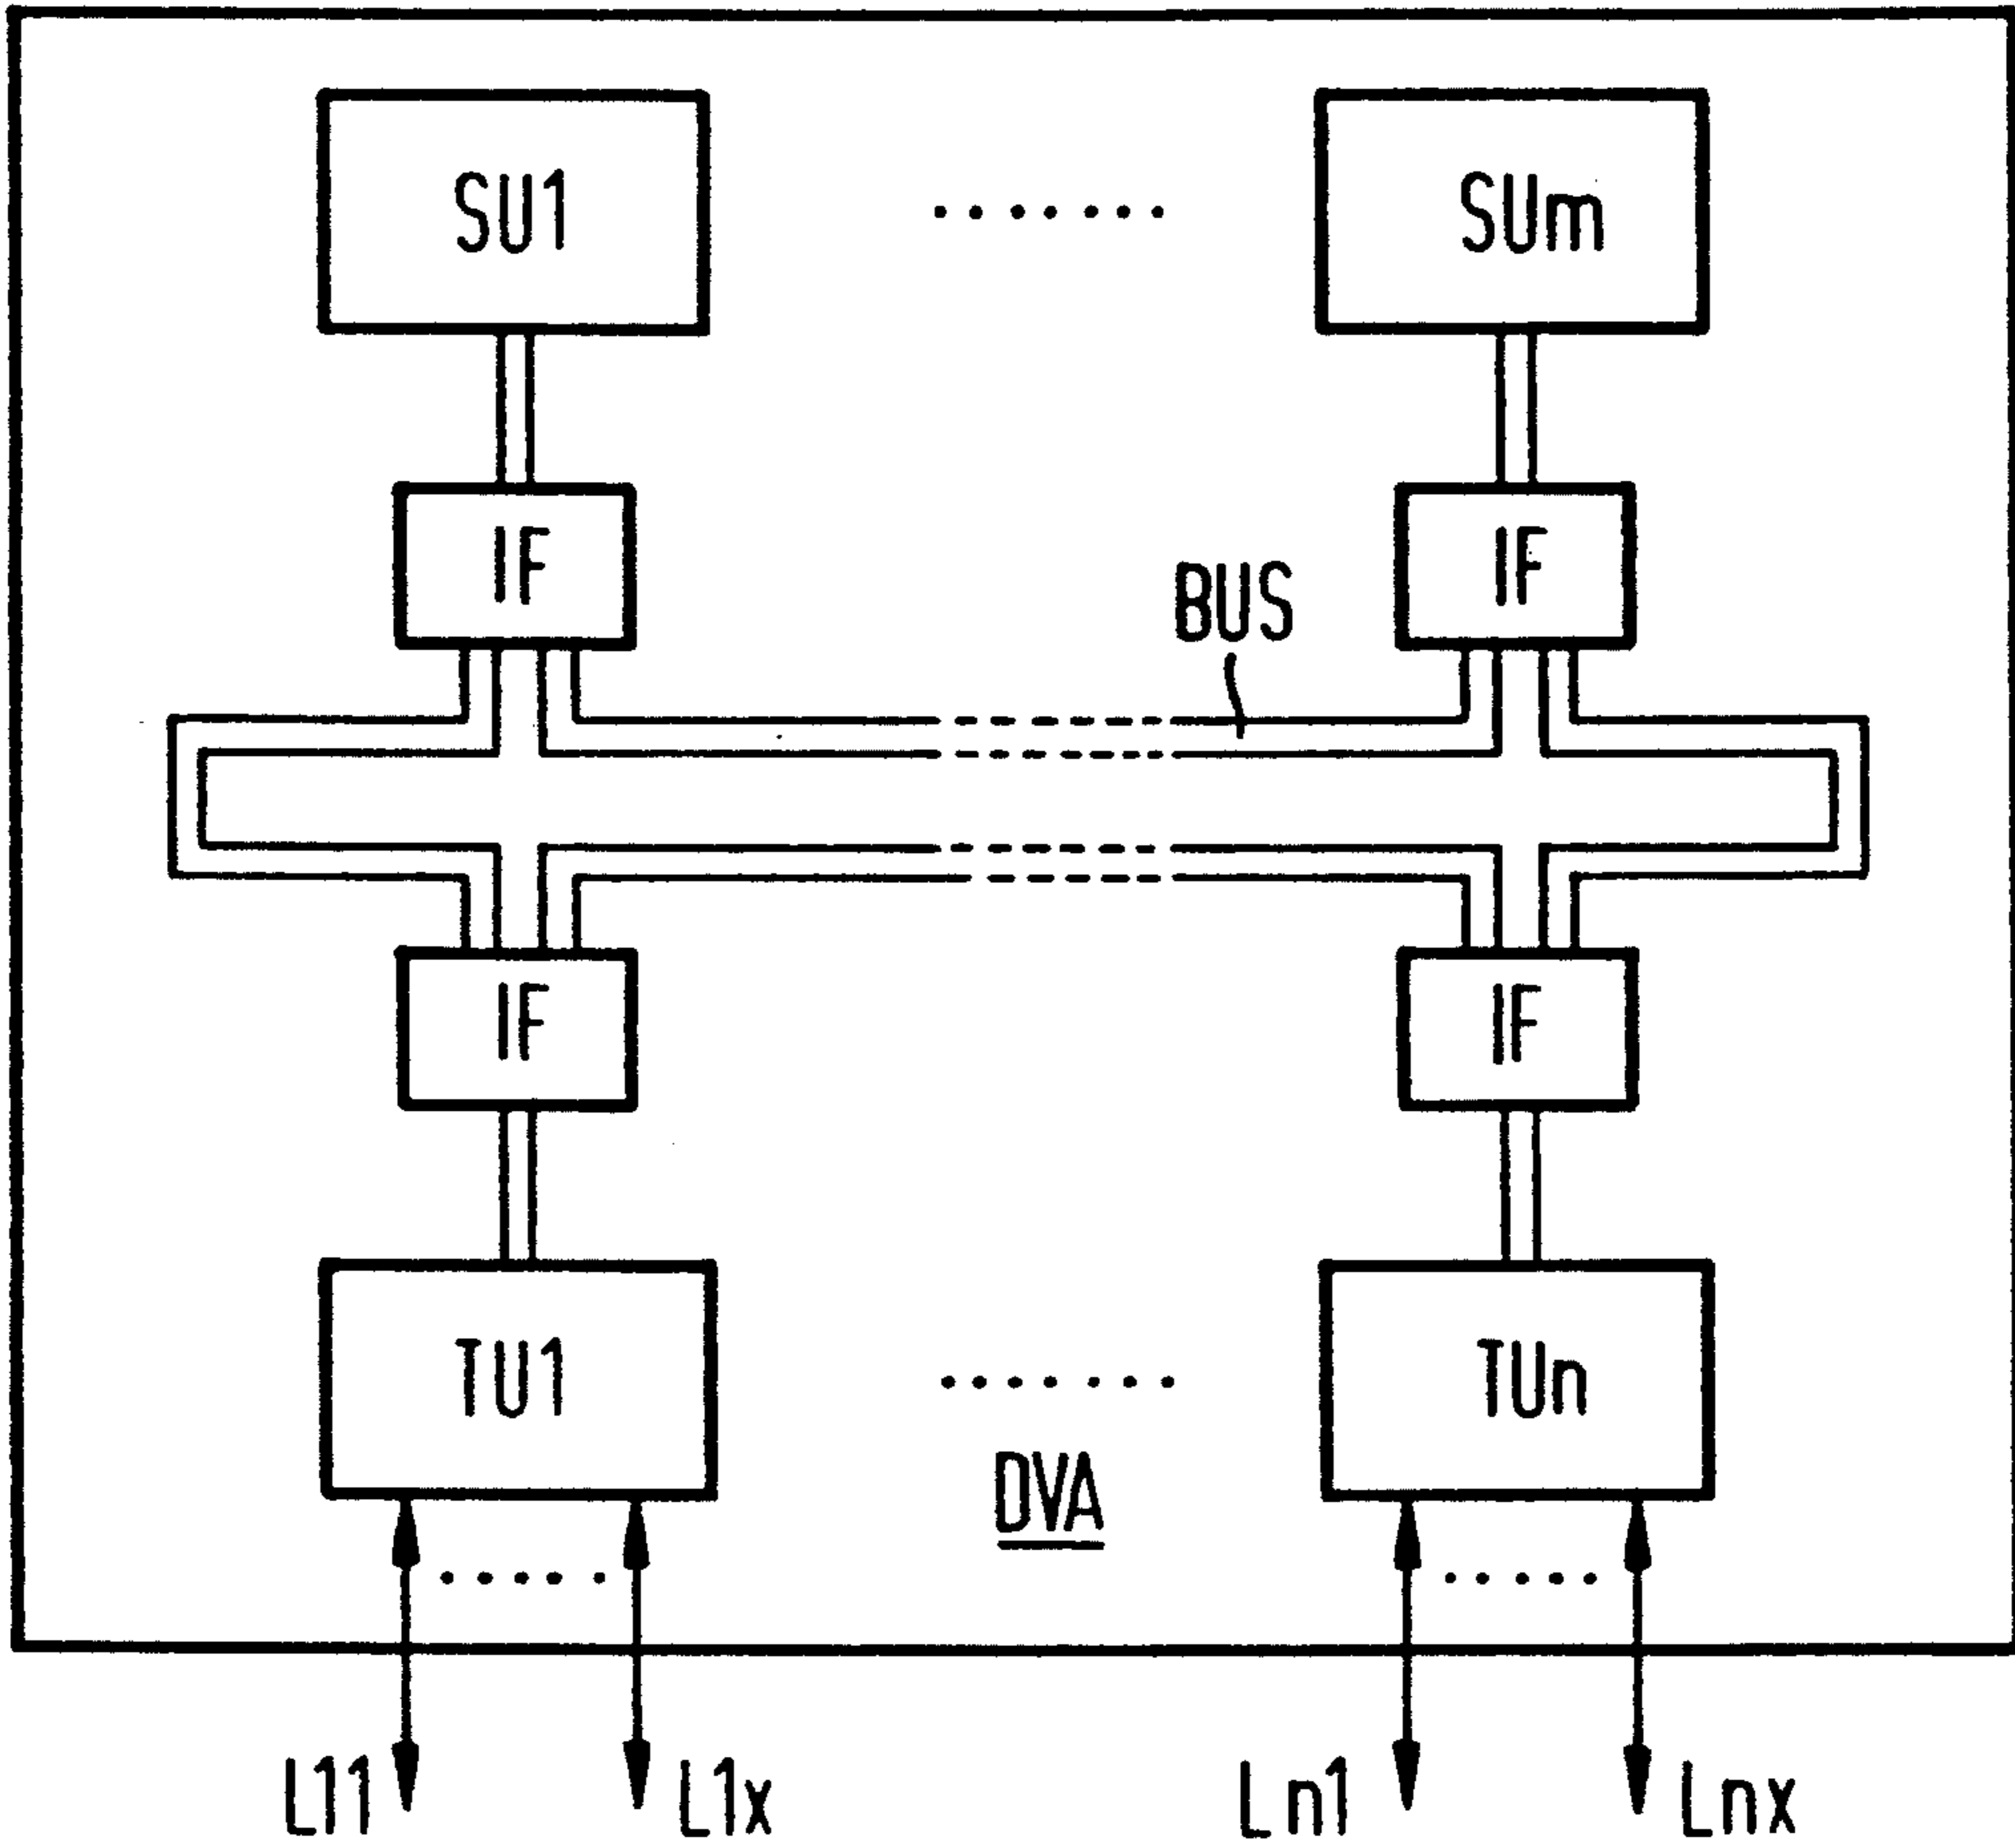 SU1 ....... SUm
IF IF
BUS
IF IF
TU1 ....... TUn
DVA
..... .....
L11 L1x Ln1 Lnx